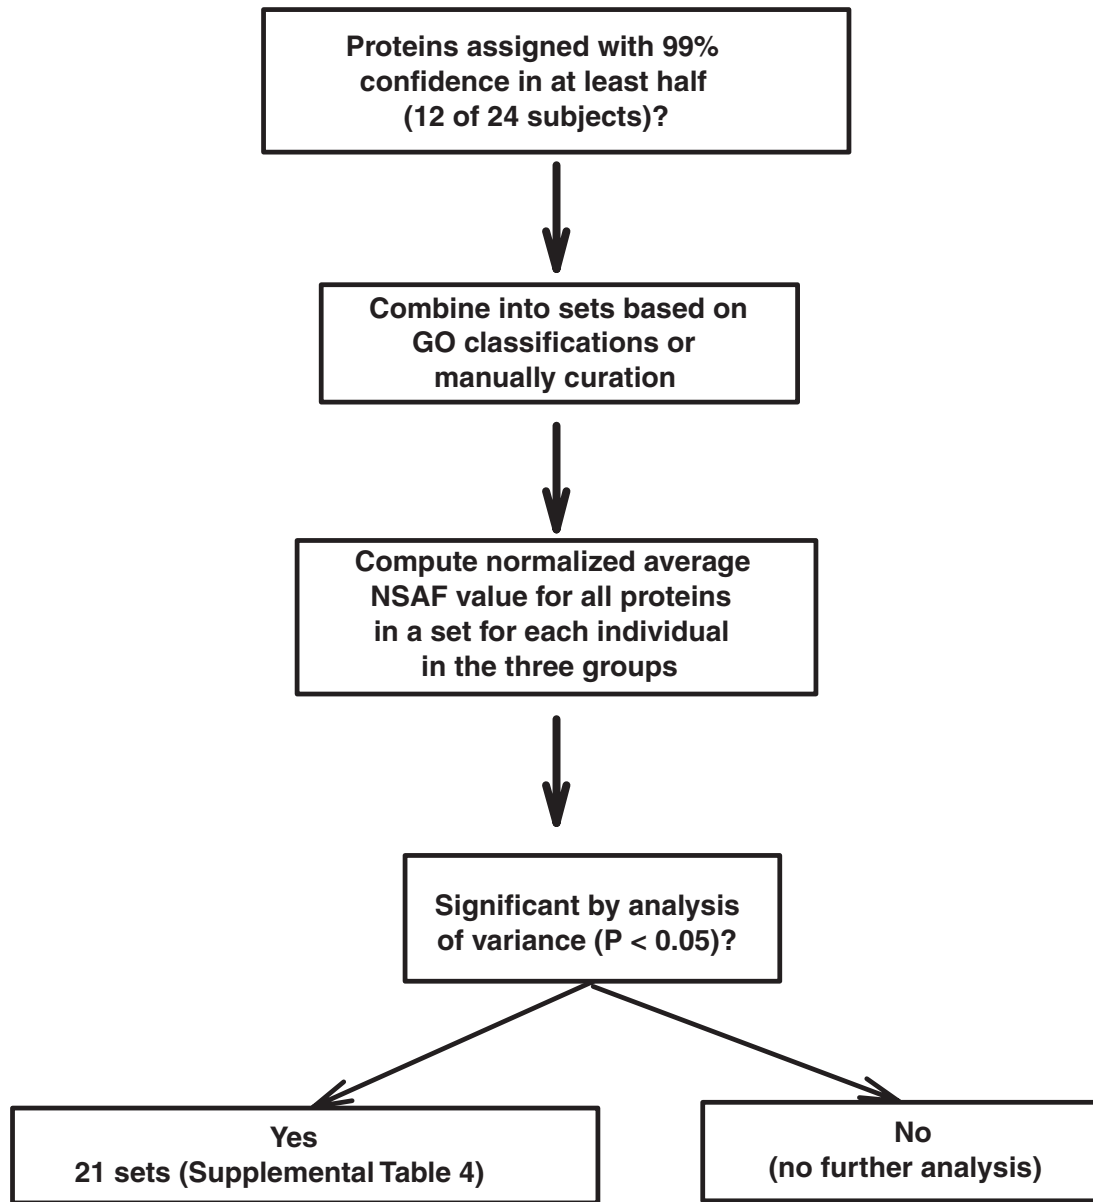 Proteins assigned with 99%
confidence in at least half
(12 of 24 subjects)?
Combine into sets based on
GO classifications or
manually curation
Compute normalized average
NSAF value for all proteins
in a set for each individual
in the three groups
Significant by analysis
of variance (P < 0.05)?
Yes
21 sets (Supplemental Table 4)
No
(no further analysis)